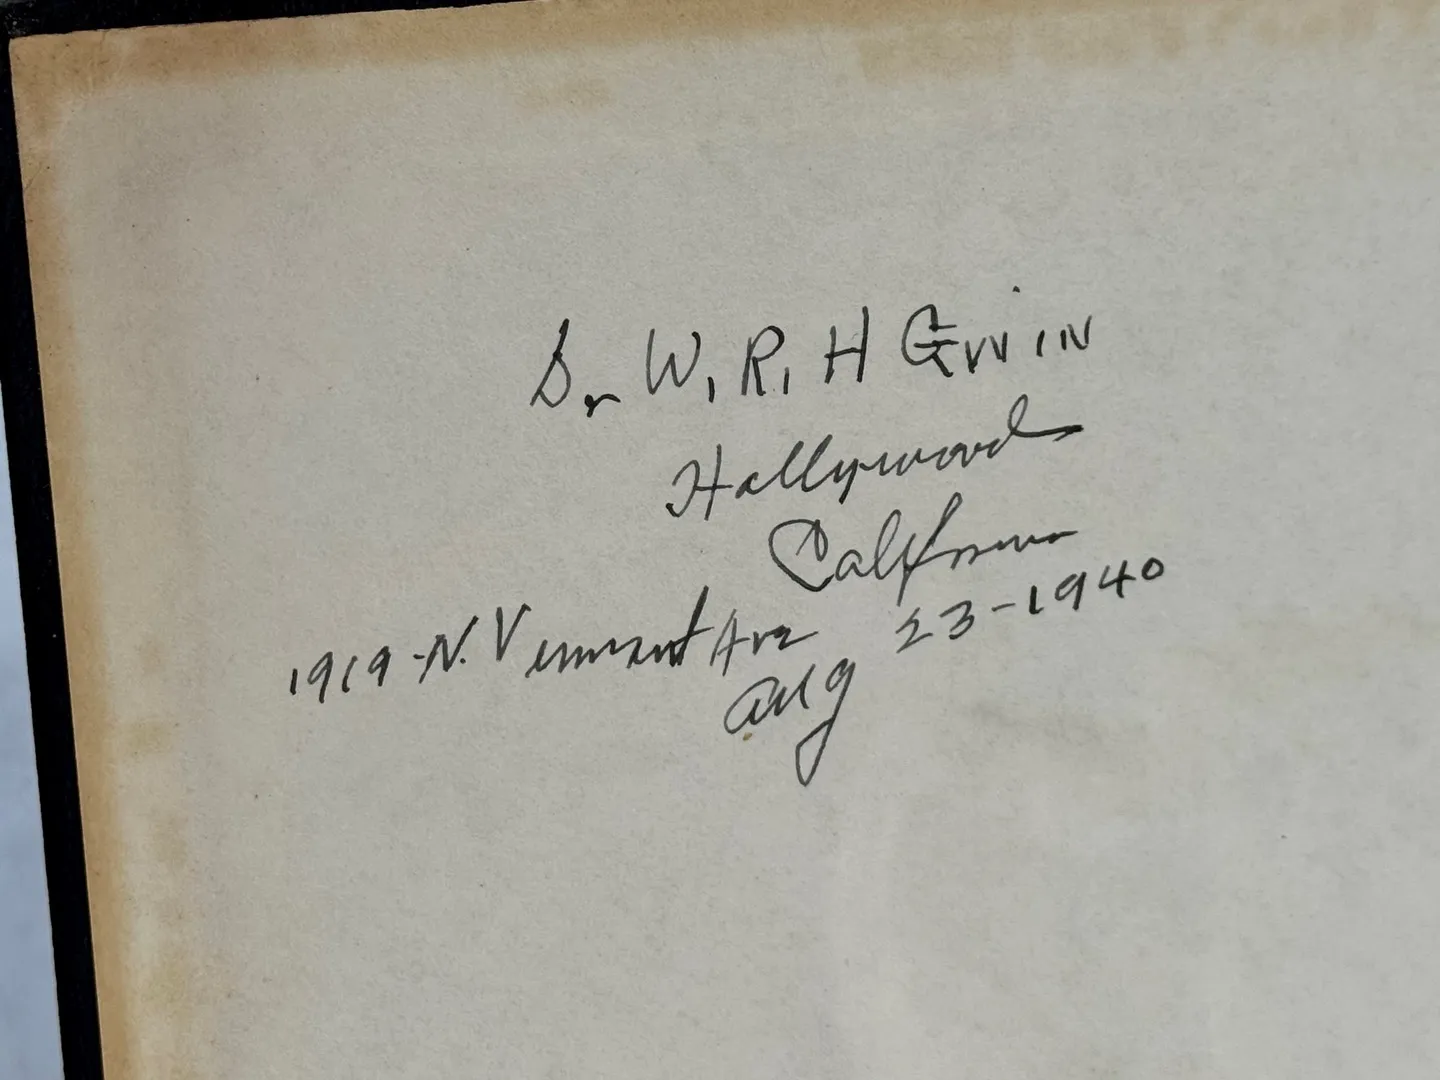 Dr W. R. H Gwin
Hollywood
California
1919-N. Vermont Ave
Aug 23-1940